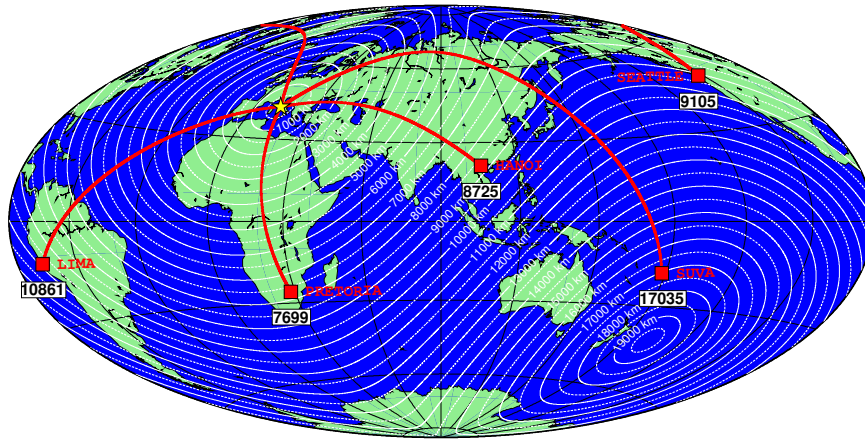 SEATTLE
9105
1000 km
2000 km
3000 km
4000 km
5000 km
6000 km
7000 km
8000 km
9000 km
10000 km
11000 km
12000 km
13000 km
14000 km
15000 km
16000 km
17000 km
18000 km
19000 km
HANOI
8725
LIMA
10861
PRETORIA
7699
SUVA
17035